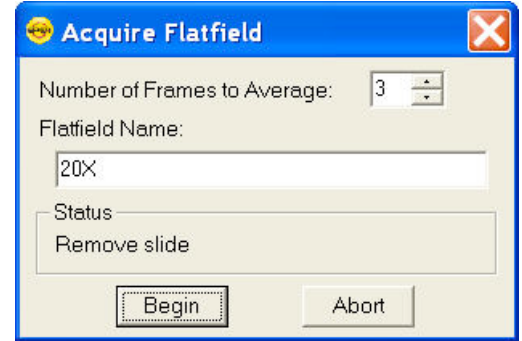 Acquire Flatfield
Number of Frames to Average: 3
Flatfield Name:
20X
Status
Remove slide
Begin Abort